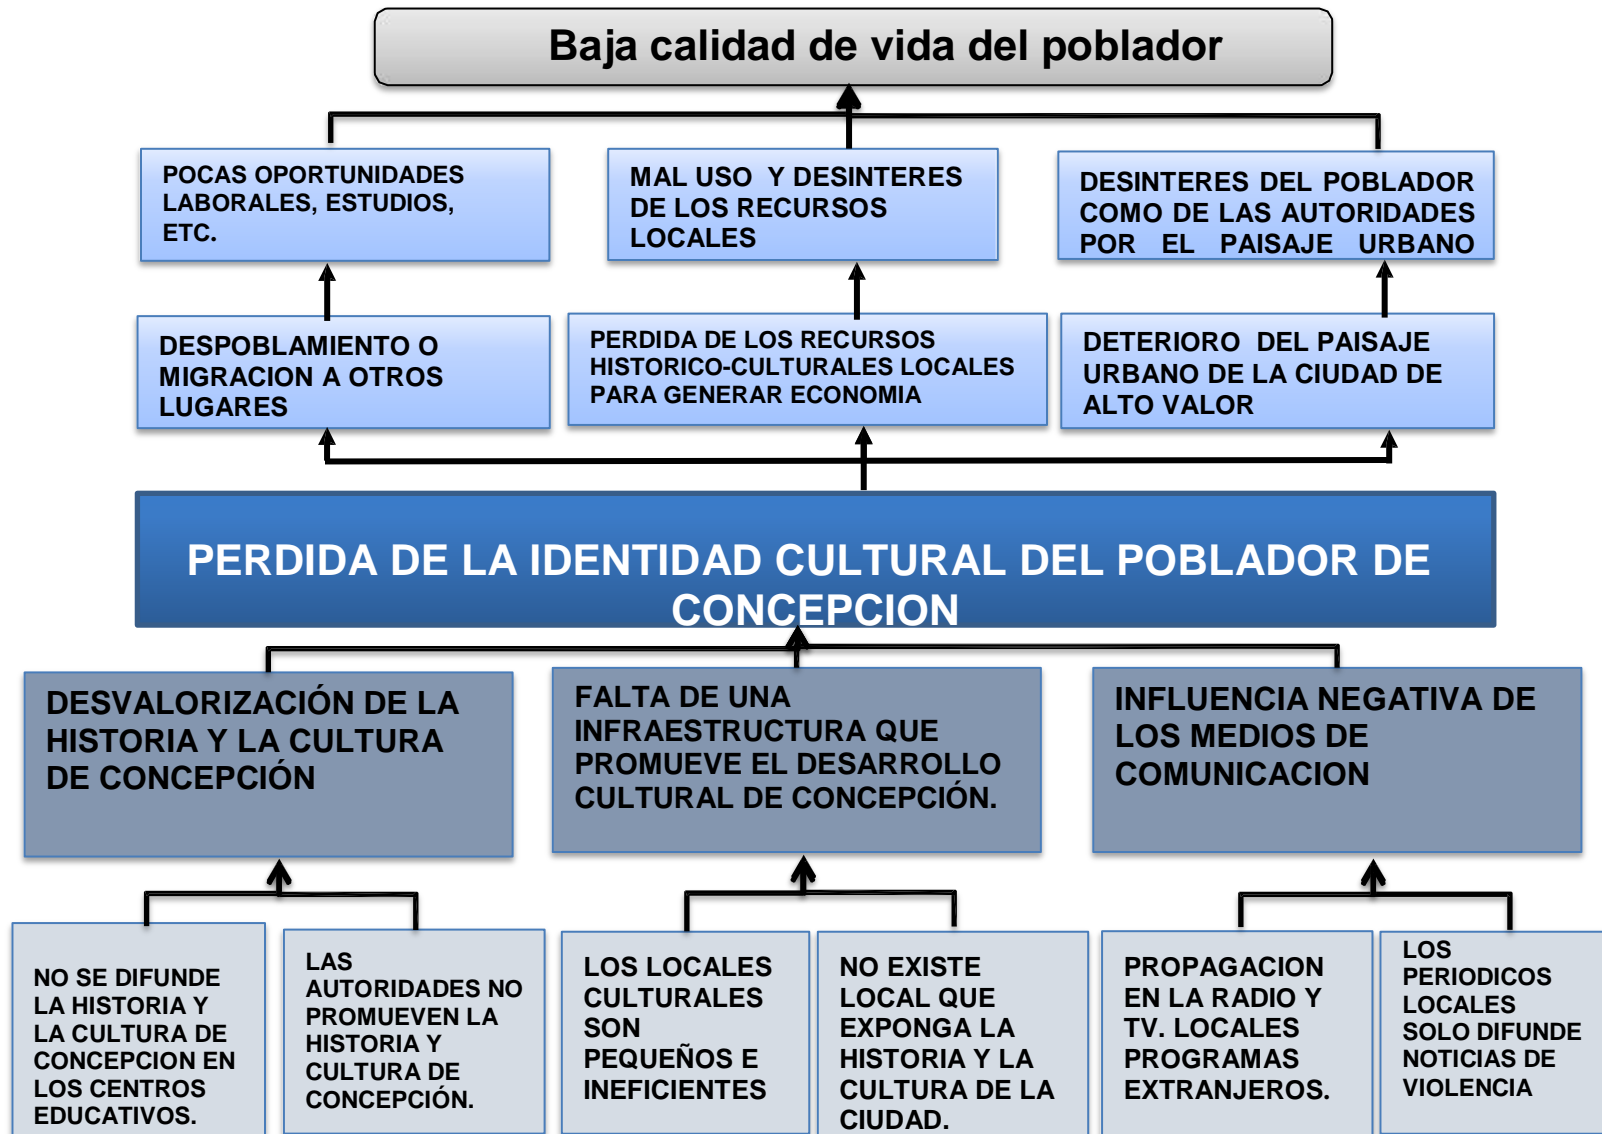 Baja calidad de vida del poblador
POCAS OPORTUNIDADES
LABORALES, ESTUDIOS,
ETC.
MAL USO Y DESINTERES
DE LOS RECURSOS
LOCALES
DESINTERES DEL POBLADOR
COMO DE LAS AUTORIDADES
POR EL PAISAJE URBANO
DESPOBLAMIENTO O
MIGRACION A OTROS
LUGARES
PERDIDA DE LOS RECURSOS
HISTORICO-CULTURALES LOCALES
PARA GENERAR ECONOMIA
DETERIORO DEL PAISAJE
URBANO DE LA CIUDAD DE
ALTO VALOR
PERDIDA DE LA IDENTIDAD CULTURAL DEL POBLADOR DE
CONCEPCION
DESVALORIZACIÓN DE LA
HISTORIA Y LA CULTURA
DE CONCEPCIÓN
FALTA DE UNA
INFRAESTRUCTURA QUE
PROMUEVE EL DESARROLLO
CULTURAL DE CONCEPCIÓN.
INFLUENCIA NEGATIVA DE
LOS MEDIOS DE
COMUNICACION
NO SE DIFUNDE
LA HISTORIA Y
LA CULTURA DE
CONCEPCION EN
LOS CENTROS
EDUCATIVOS.
LAS
AUTORIDADES NO
PROMUEVEN LA
HISTORIA Y
CULTURA DE
CONCEPCIÓN.
LOS LOCALES
CULTURALES
SON
PEQUEÑOS E
INEFICIENTES
NO EXISTE
LOCAL QUE
EXPONGA LA
HISTORIA Y LA
CULTURA DE LA
CIUDAD.
PROPAGACION
EN LA RADIO Y
TV. LOCALES
PROGRAMAS
EXTRANJEROS.
LOS
PERIODICOS
LOCALES
SOLO DIFUNDE
NOTICIAS DE
VIOLENCIA